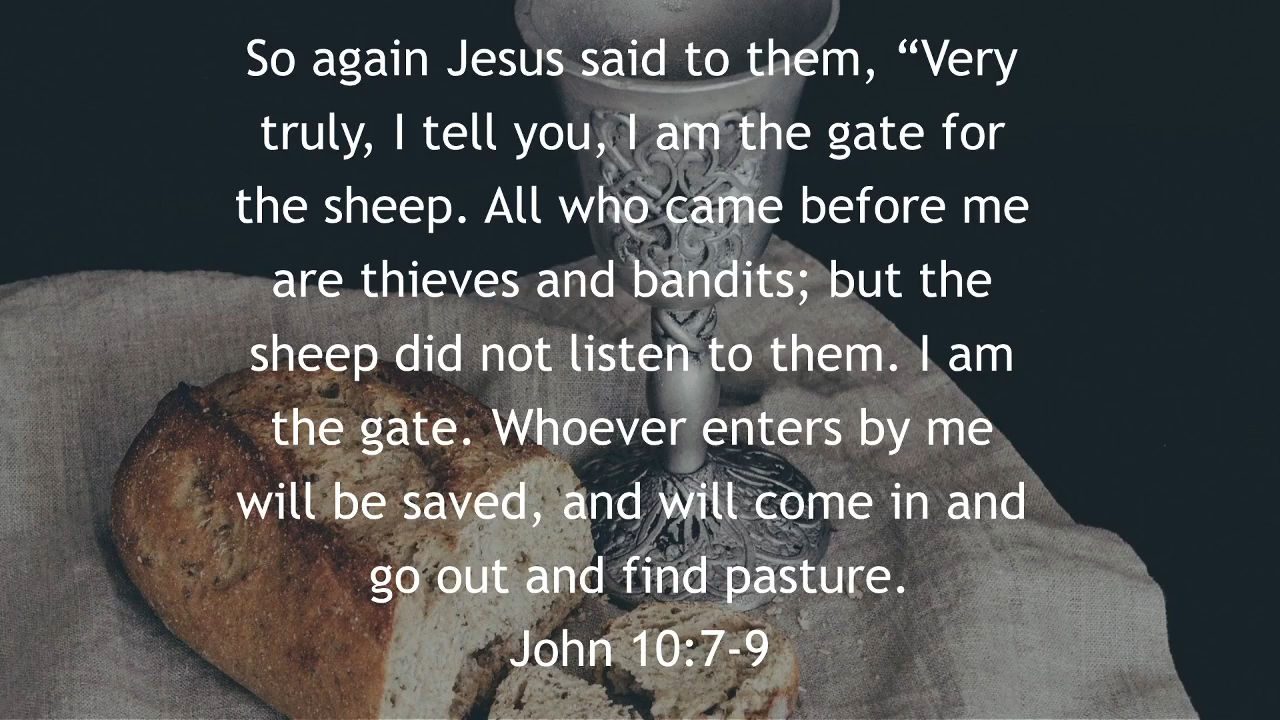 So again Jesus said to them, “Very
truly, I tell you, I am the gate for
the sheep. All who came before me
are thieves and bandits; but the
sheep did not listen to them. I am
the gate. Whoever enters by me
will be saved, and will come in and
go out and find pasture.
John 10:7-9